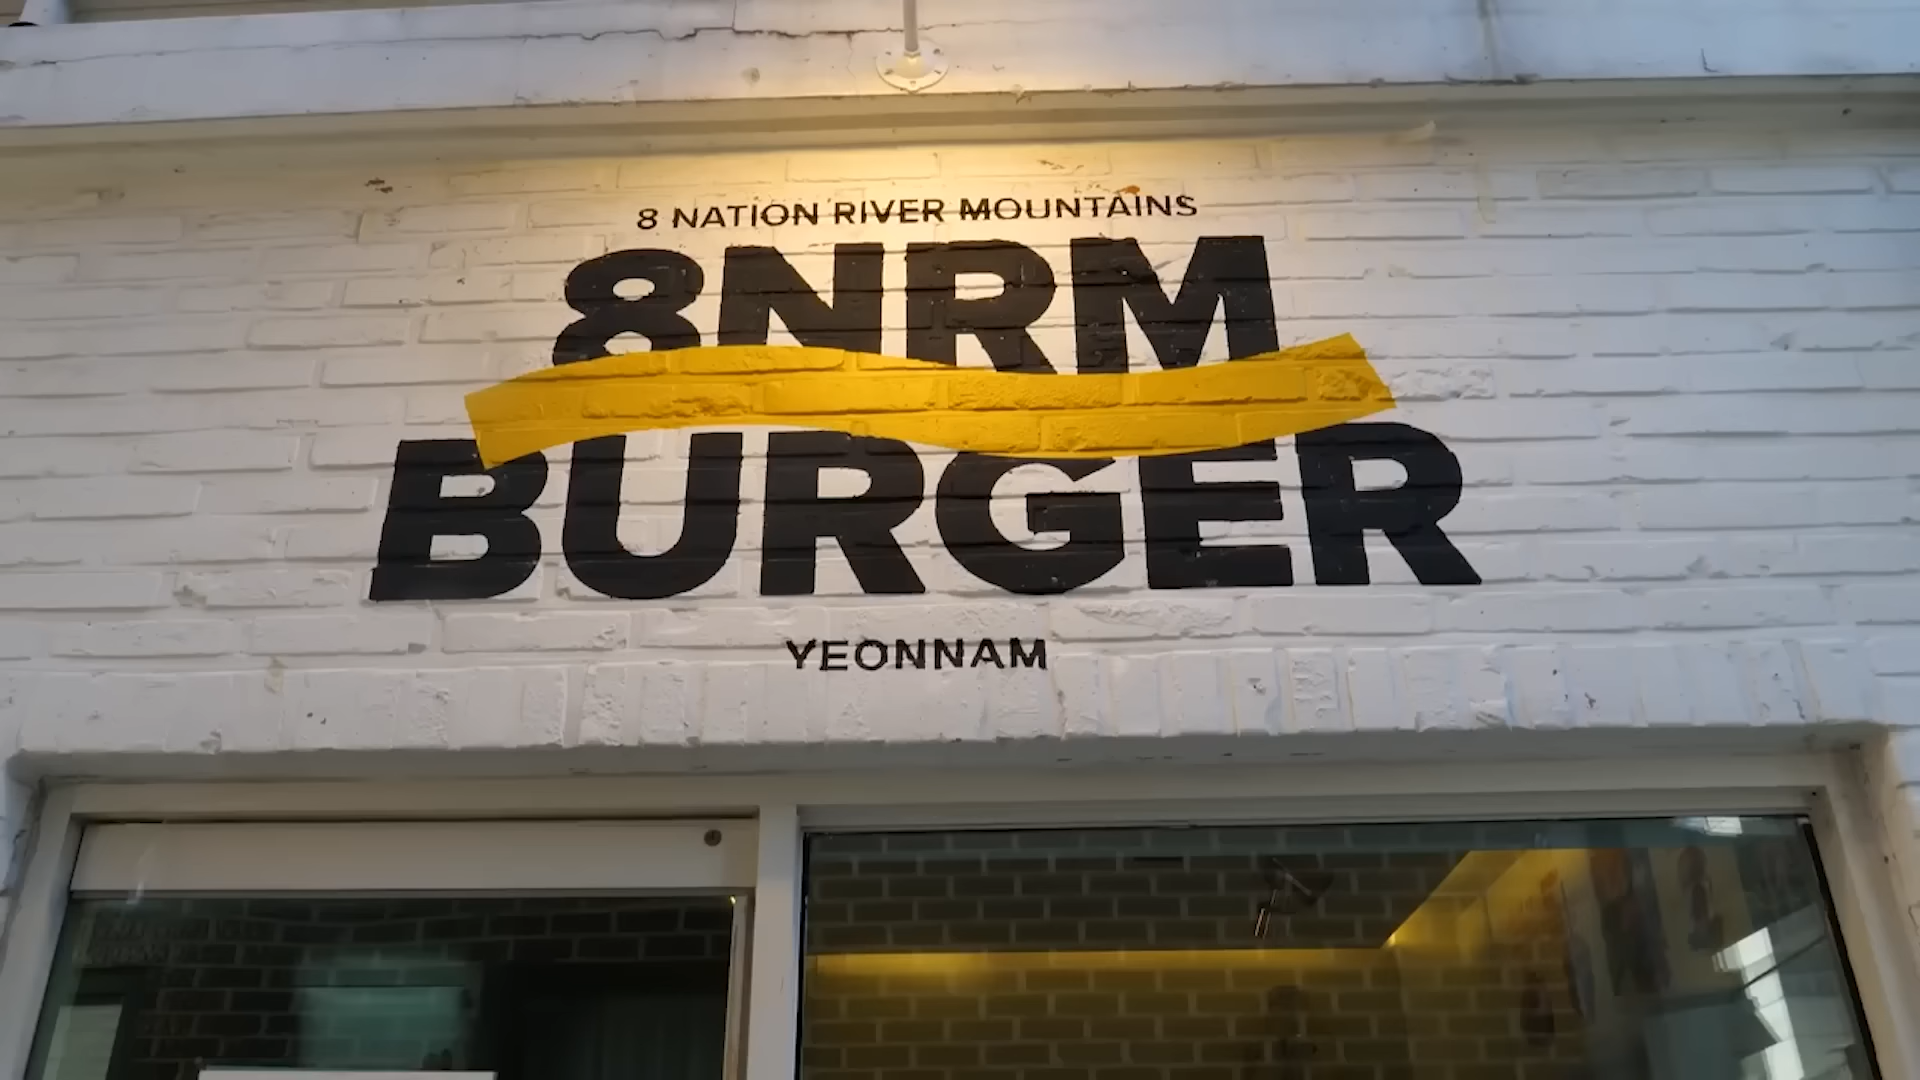 8 NATION RIVER MOUNTAINS
8NRM
BURGER
YEONNAM